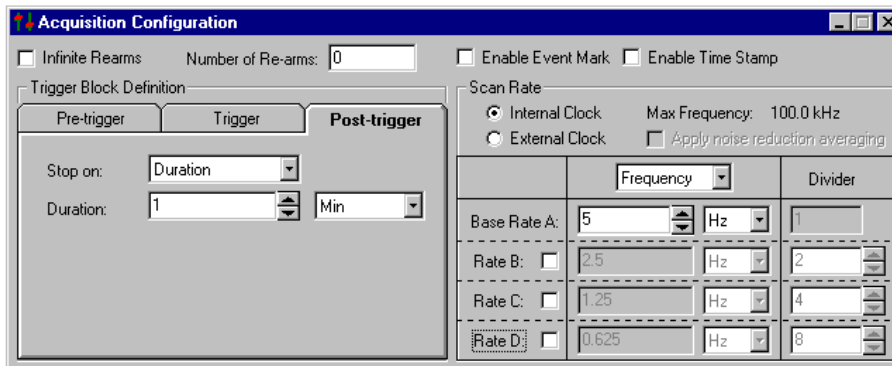 Acquisition Configuration
Infinite Rearms
Number of Re-arms: 0
Enable Event Mark
Enable Time Stamp
Trigger Block Definition
Pre-trigger
Trigger
Post-trigger
Stop on: Duration
Duration: 1 Min
Scan Rate
Internal Clock
Max Frequency: 100.0 kHz
External Clock
Apply noise reduction averaging
Frequency Divider
Base Rate A: 5 Hz 1
Rate B: 2.5 Hz 2
Rate C: 1.25 Hz 4
Rate D: 0.625 Hz 8